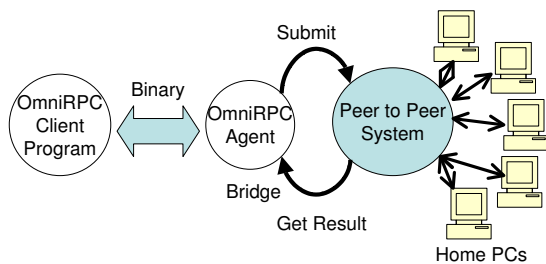 OmniRPC
Client
Program
Binary
OmniRPC
Agent
Submit
Bridge
Get Result
Peer to Peer
System
Home PCs